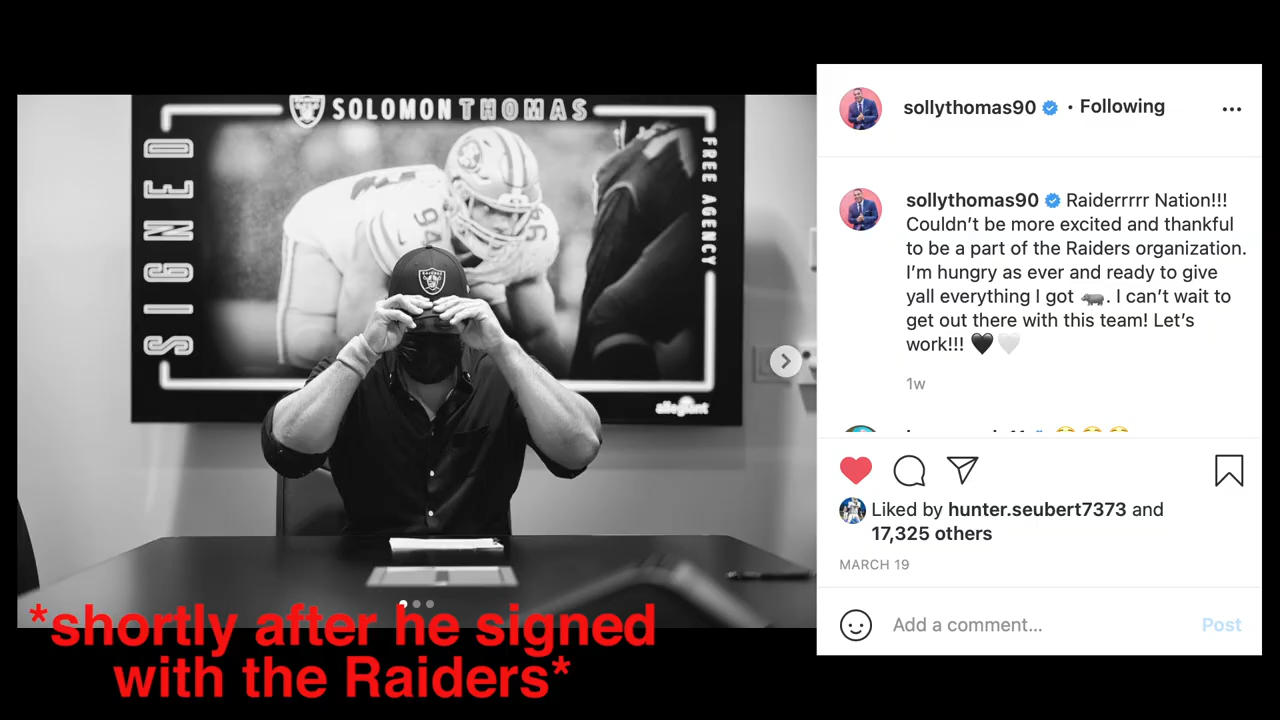 SOLOMON THOMAS
SIGNED
FREE AGENCY
94
RAIDERS
allegiant
*shortly after he signed
with the Raiders*
sollythomas90 • Following
sollythomas90 Raiderrrrr Nation!!!
Couldn’t be more excited and thankful
to be a part of the Raiders organization.
I’m hungry as ever and ready to give
yall everything I got 🦏. I can’t wait to
get out there with this team! Let’s
work!!! 🖤🤍
1w
Liked by hunter.seubert7373 and
17,325 others
MARCH 19
Add a comment... Post